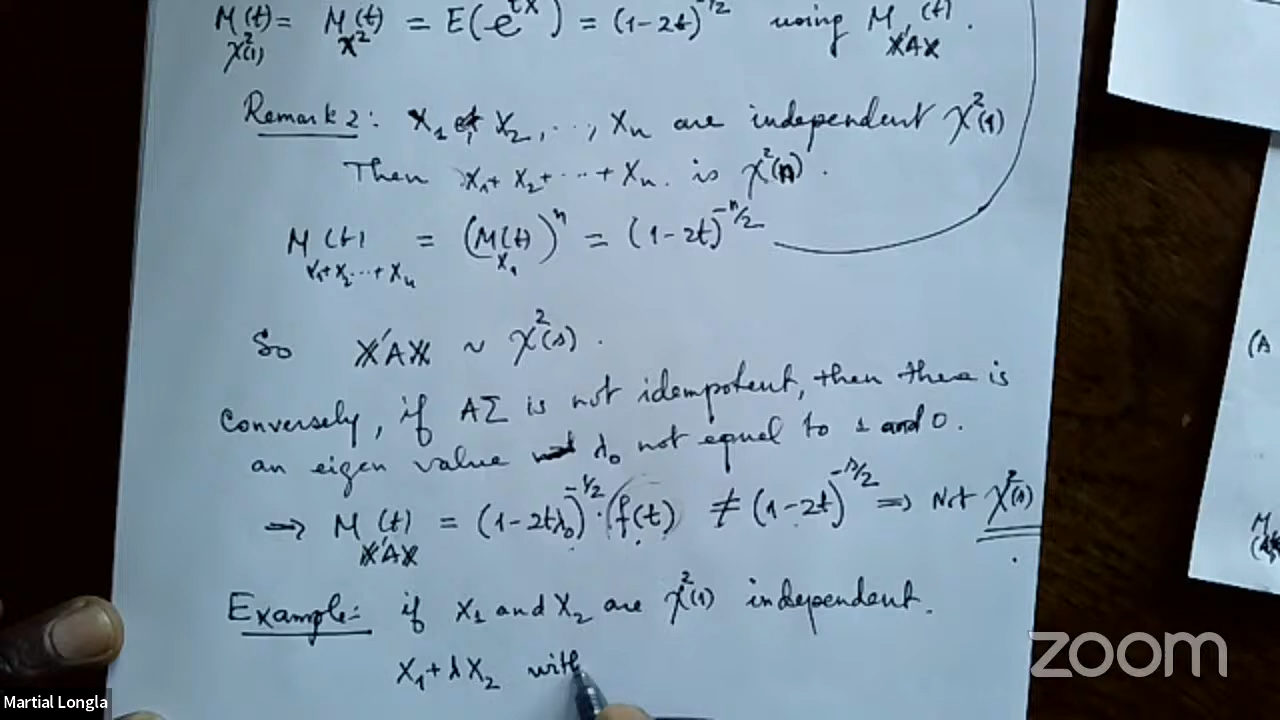 M(t) = M(t) = E(e^{tX²}) = (1-2t)^{-1/2} using M(t).
χ²(1) X² X'AX
Remark 2: X₁, X₂, ..., Xₙ are independent χ²(1)
Then X₁+X₂+...+Xₙ is χ²(n).
M(t) = (M(t))ⁿ = (1-2t)^{-n/2}
X₁+X₂...+Xₙ X₁
So X'AX ~ χ²(s).
Conversely, if AΣ is not idempotent, then there is
an eigen value λ₀ not equal to 1 and 0.
⇒ M(t) = (1-2tλ₀)^{-1/2}·(f(t) ≠ (1-2t)^{-s/2} ⇒ Not χ²(s)
X'AX
Example: if X₁ and X₂ are χ²(1) independent.
X₁+λX₂ with
(A
M
zoom
Martial Longla